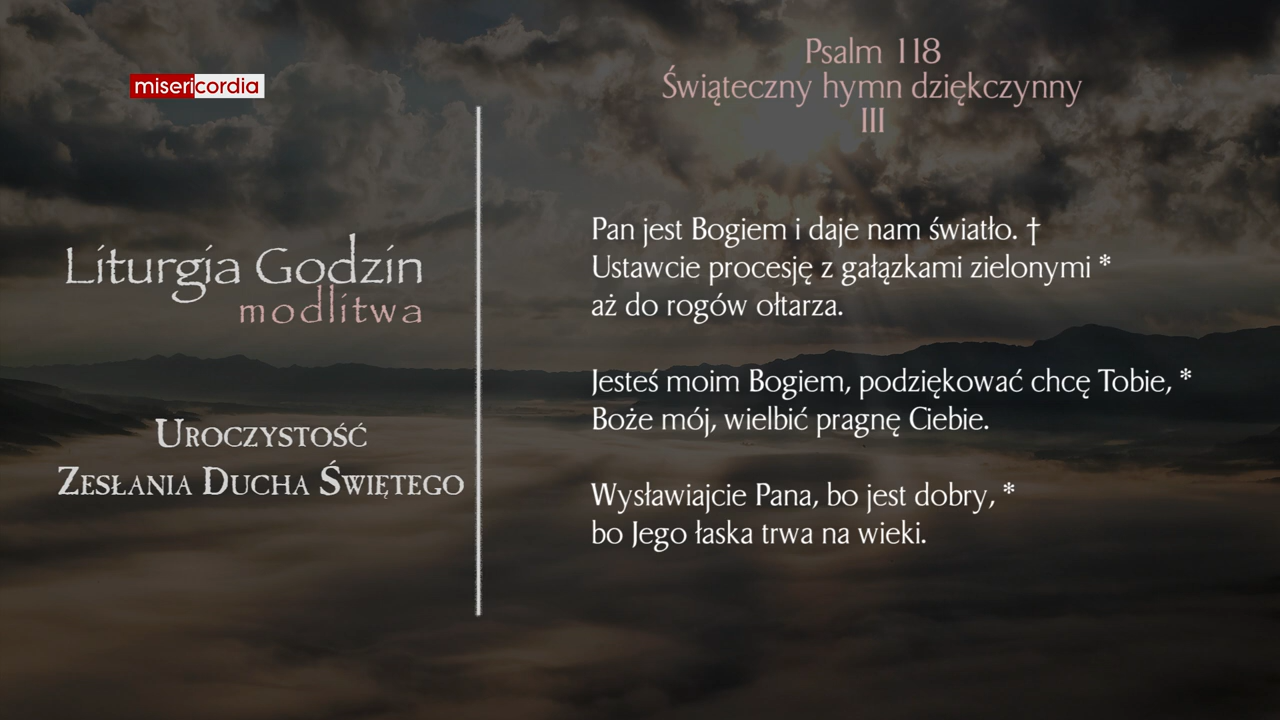 misericordia
Liturgia Godzin
modlitwa
Uroczystość
Zesłania Ducha Świętego
Psalm 118
Świąteczny hymn dziękczynny
III
Pan jest Bogiem i daje nam światło. †
Ustawcie procesję z gałązkami zielonymi *
aż do rogów ołtarza.
Jesteś moim Bogiem, podziękować chcę Tobie, *
Boże mój, wielbić pragnę Ciebie.
Wysławiajcie Pana, bo jest dobry, *
bo Jego łaska trwa na wieki.